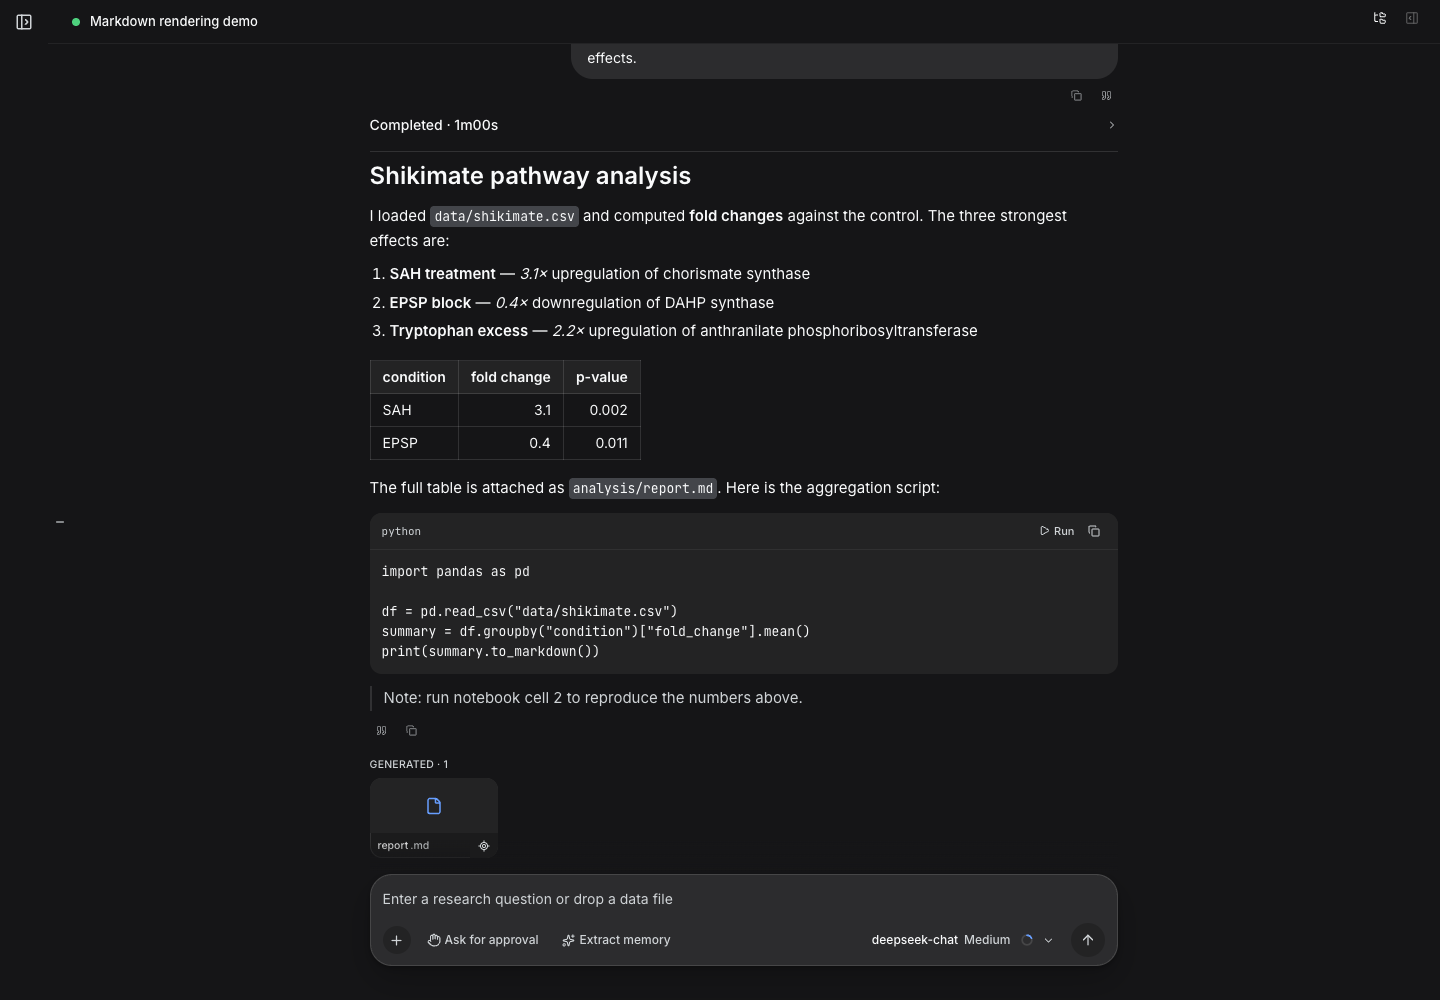 Markdown rendering demo
effects.
Completed · 1m00s
Shikimate pathway analysis
I loaded data/shikimate.csv and computed fold changes against the control. The three strongest
effects are:
1. SAH treatment — 3.1× upregulation of chorismate synthase
2. EPSP block — 0.4× downregulation of DAHP synthase
3. Tryptophan excess — 2.2× upregulation of anthranilate phosphoribosyltransferase
condition fold change p-value
SAH 3.1 0.002
EPSP 0.4 0.011
The full table is attached as analysis/report.md. Here is the aggregation script:
python Run
import pandas as pd
df = pd.read_csv("data/shikimate.csv")
summary = df.groupby("condition")["fold_change"].mean()
print(summary.to_markdown())
Note: run notebook cell 2 to reproduce the numbers above.
GENERATED · 1
report.md
Enter a research question or drop a data file
Ask for approval Extract memory deepseek-chat Medium